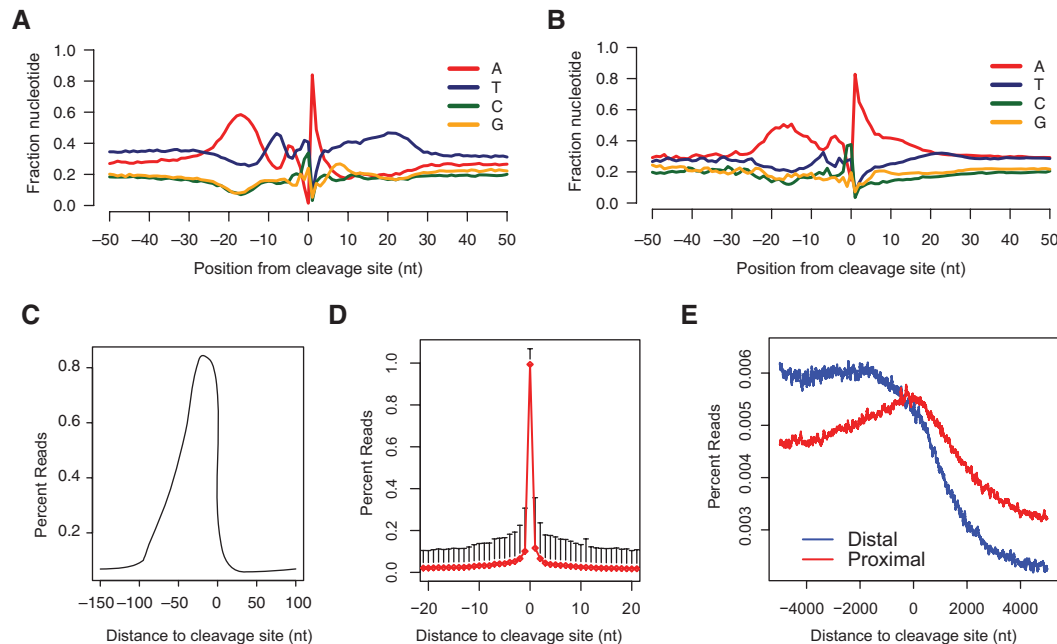 A
Fraction nucleotide
1.0
0.8
0.6
0.4
0.2
0.0
A
T
C
G
−50 −40 −30 −20 −10 0 10 20 30 40 50
Position from cleavage site (nt)
B
Fraction nucleotide
1.0
0.8
0.6
0.4
0.2
0.0
A
T
C
G
−50 −40 −30 −20 −10 0 10 20 30 40 50
Position from cleavage site (nt)
C
Percent Reads
0.8
0.6
0.4
0.2
−150 −100 −50 0 50 100
Distance to cleavage site (nt)
D
Percent Reads
1.0
0.8
0.6
0.4
0.2
0.0
−20 −10 0 10 20
Distance to cleavage site (nt)
E
Percent Reads
0.006
0.005
0.004
0.003
Distal
Proximal
−4000 −2000 0 2000 4000
Distance to cleavage site (nt)